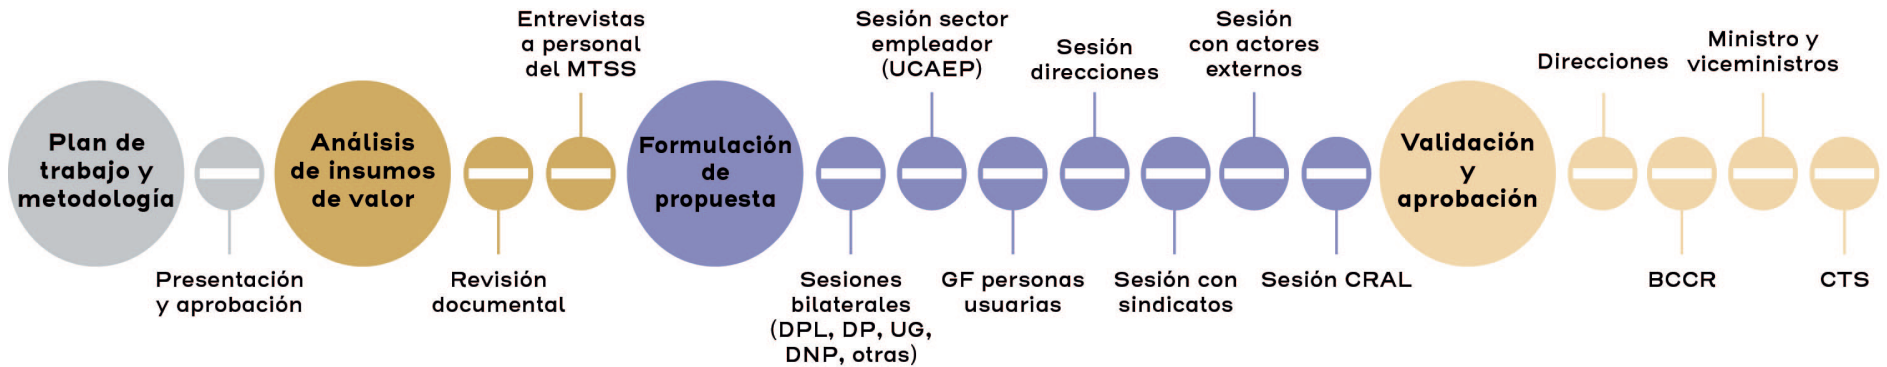 Plan de
trabajo y
metodología
Presentación
y aprobación
Análisis
de insumos
de valor
Revisión
documental
Entrevistas
a personal
del MTSS
Formulación
de
propuesta
Sesiones
bilaterales
(DPL, DP, UG,
DNP, otras)
Sesión sector
empleador
(UCAEP)
GF personas
usuarias
Sesión
direcciones
Sesión con
sindicatos
Sesión
con actores
externos
Sesión CRAL
Validación
y
aprobación
Direcciones
BCCR
Ministro y
viceministros
CTS